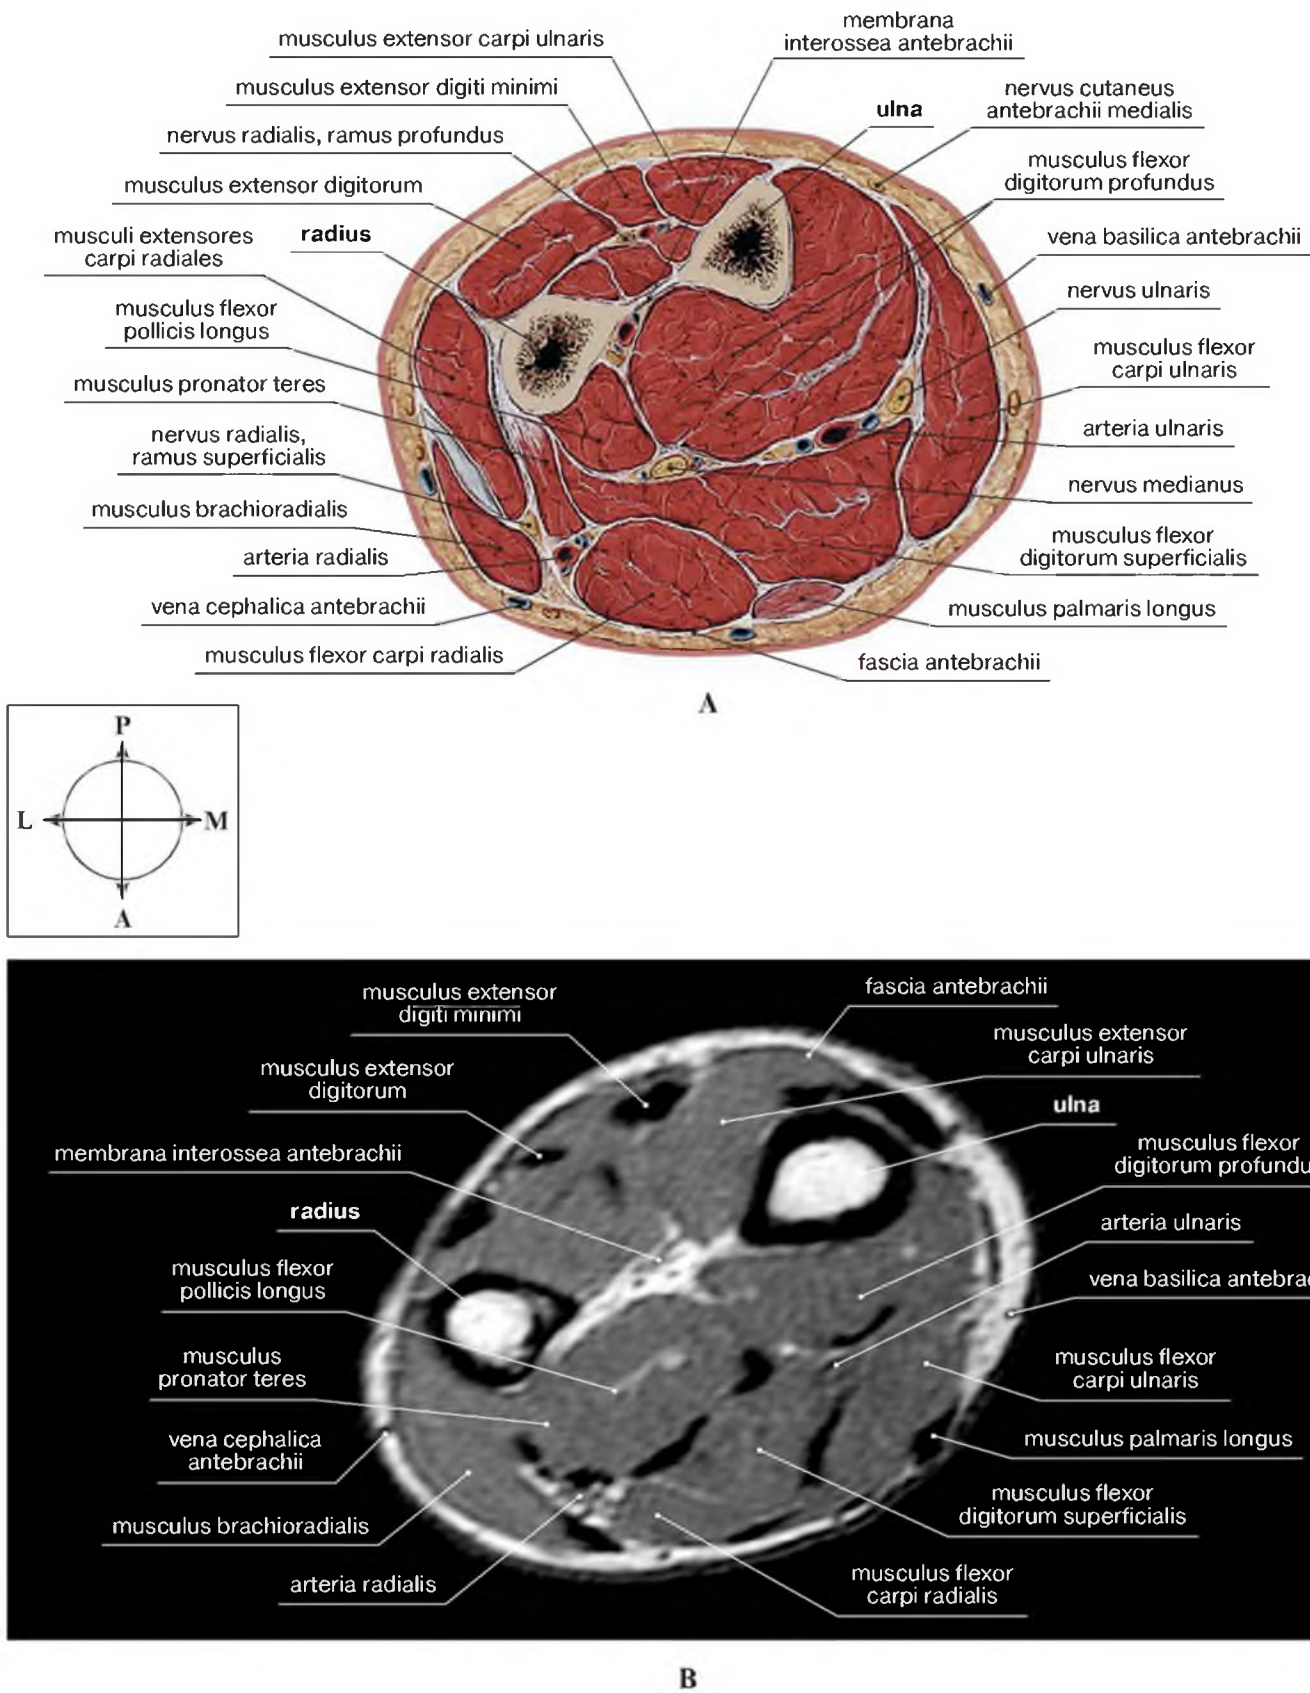 musculus extensor carpi ulnaris
musculus extensor digiti minimi
nervus radialis, ramus profundus
musculus extensor digitorum
musculi extensores
carpi radiales
radius
musculus flexor
pollicis longus
musculus pronator teres
nervus radialis,
ramus superficialis
musculus brachioradialis
arteria radialis
vena cephalica antebrachii
musculus flexor carpi radialis
membrana
interossea antebrachii
ulna
nervus cutaneus
antebrachii medialis
musculus flexor
digitorum profundus
vena basilica antebrachii
nervus ulnaris
musculus flexor
carpi ulnaris
arteria ulnaris
nervus medianus
musculus flexor
digitorum superficialis
musculus palmaris longus
fascia antebrachii
A
P
L
M
A
musculus extensor
digiti minimi
musculus extensor
digitorum
membrana interossea antebrachii
radius
musculus flexor
pollicis longus
musculus
pronator teres
vena cephalica
antebrachii
musculus brachioradialis
arteria radialis
fascia antebrachii
musculus extensor
carpi ulnaris
ulna
musculus flexor
digitorum profundu
arteria ulnaris
vena basilica antebra
musculus flexor
carpi ulnaris
musculus palmaris longus
musculus flexor
digitorum superficialis
musculus flexor
carpi radialis
B